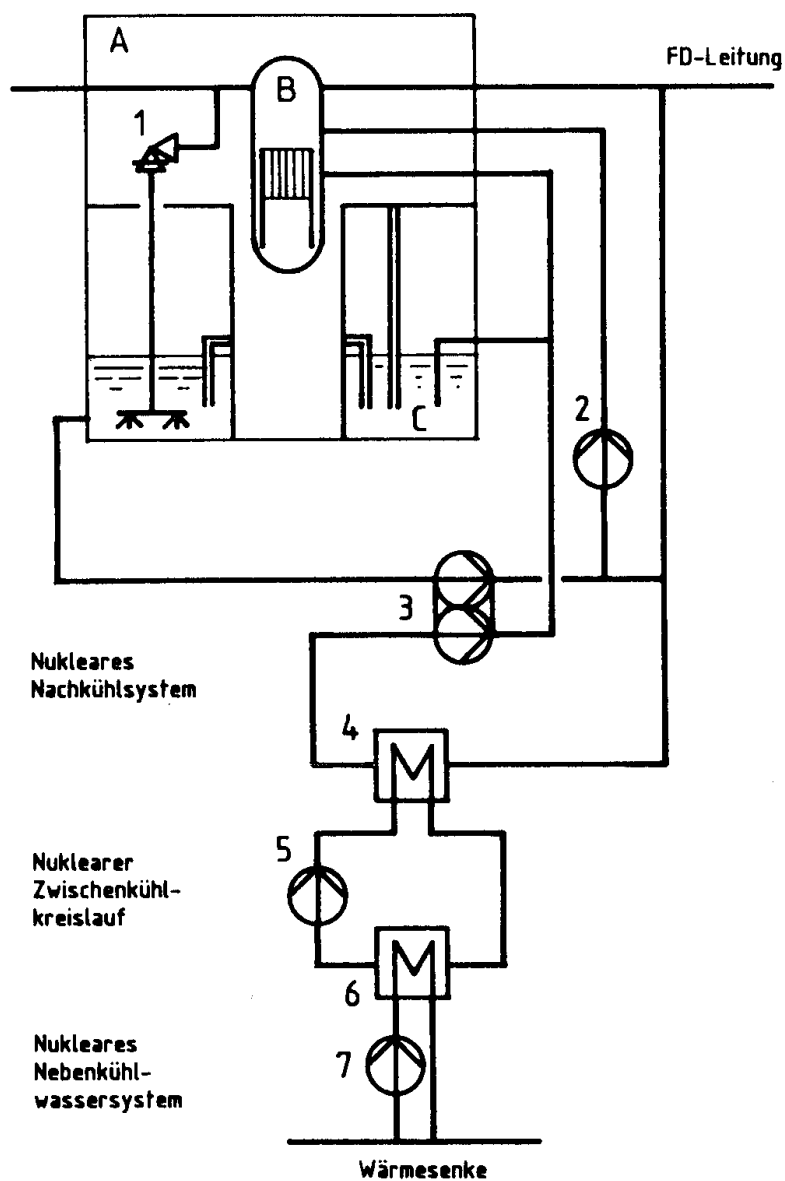 A
FD-Leitung
B
1
2
C
3
Nukleares
Nachkühlsystem
4
5
Nuklearer
Zwischenkühl-
kreislauf
6
Nukleares
Nebenkühl-
wassersystem
7
Wärmesenke